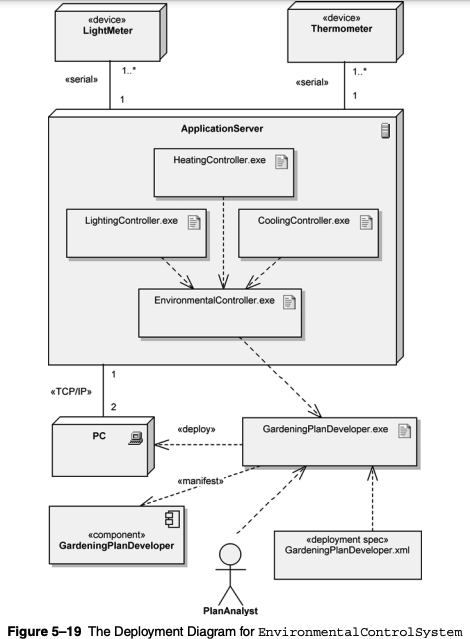 «device»
LightMeter
«device»
Thermometer
«serial»
1..*
1
«serial»
1..*
1
ApplicationServer
HeatingController.exe
LightingController.exe
CoolingController.exe
EnvironmentalController.exe
«TCP/IP»
1
2
PC
«deploy»
GardeningPlanDeveloper.exe
«manifest»
«component»
GardeningPlanDeveloper
«deployment spec»
GardeningPlanDeveloper.xml
PlanAnalyst
Figure 5–19 The Deployment Diagram for EnvironmentalControlSystem